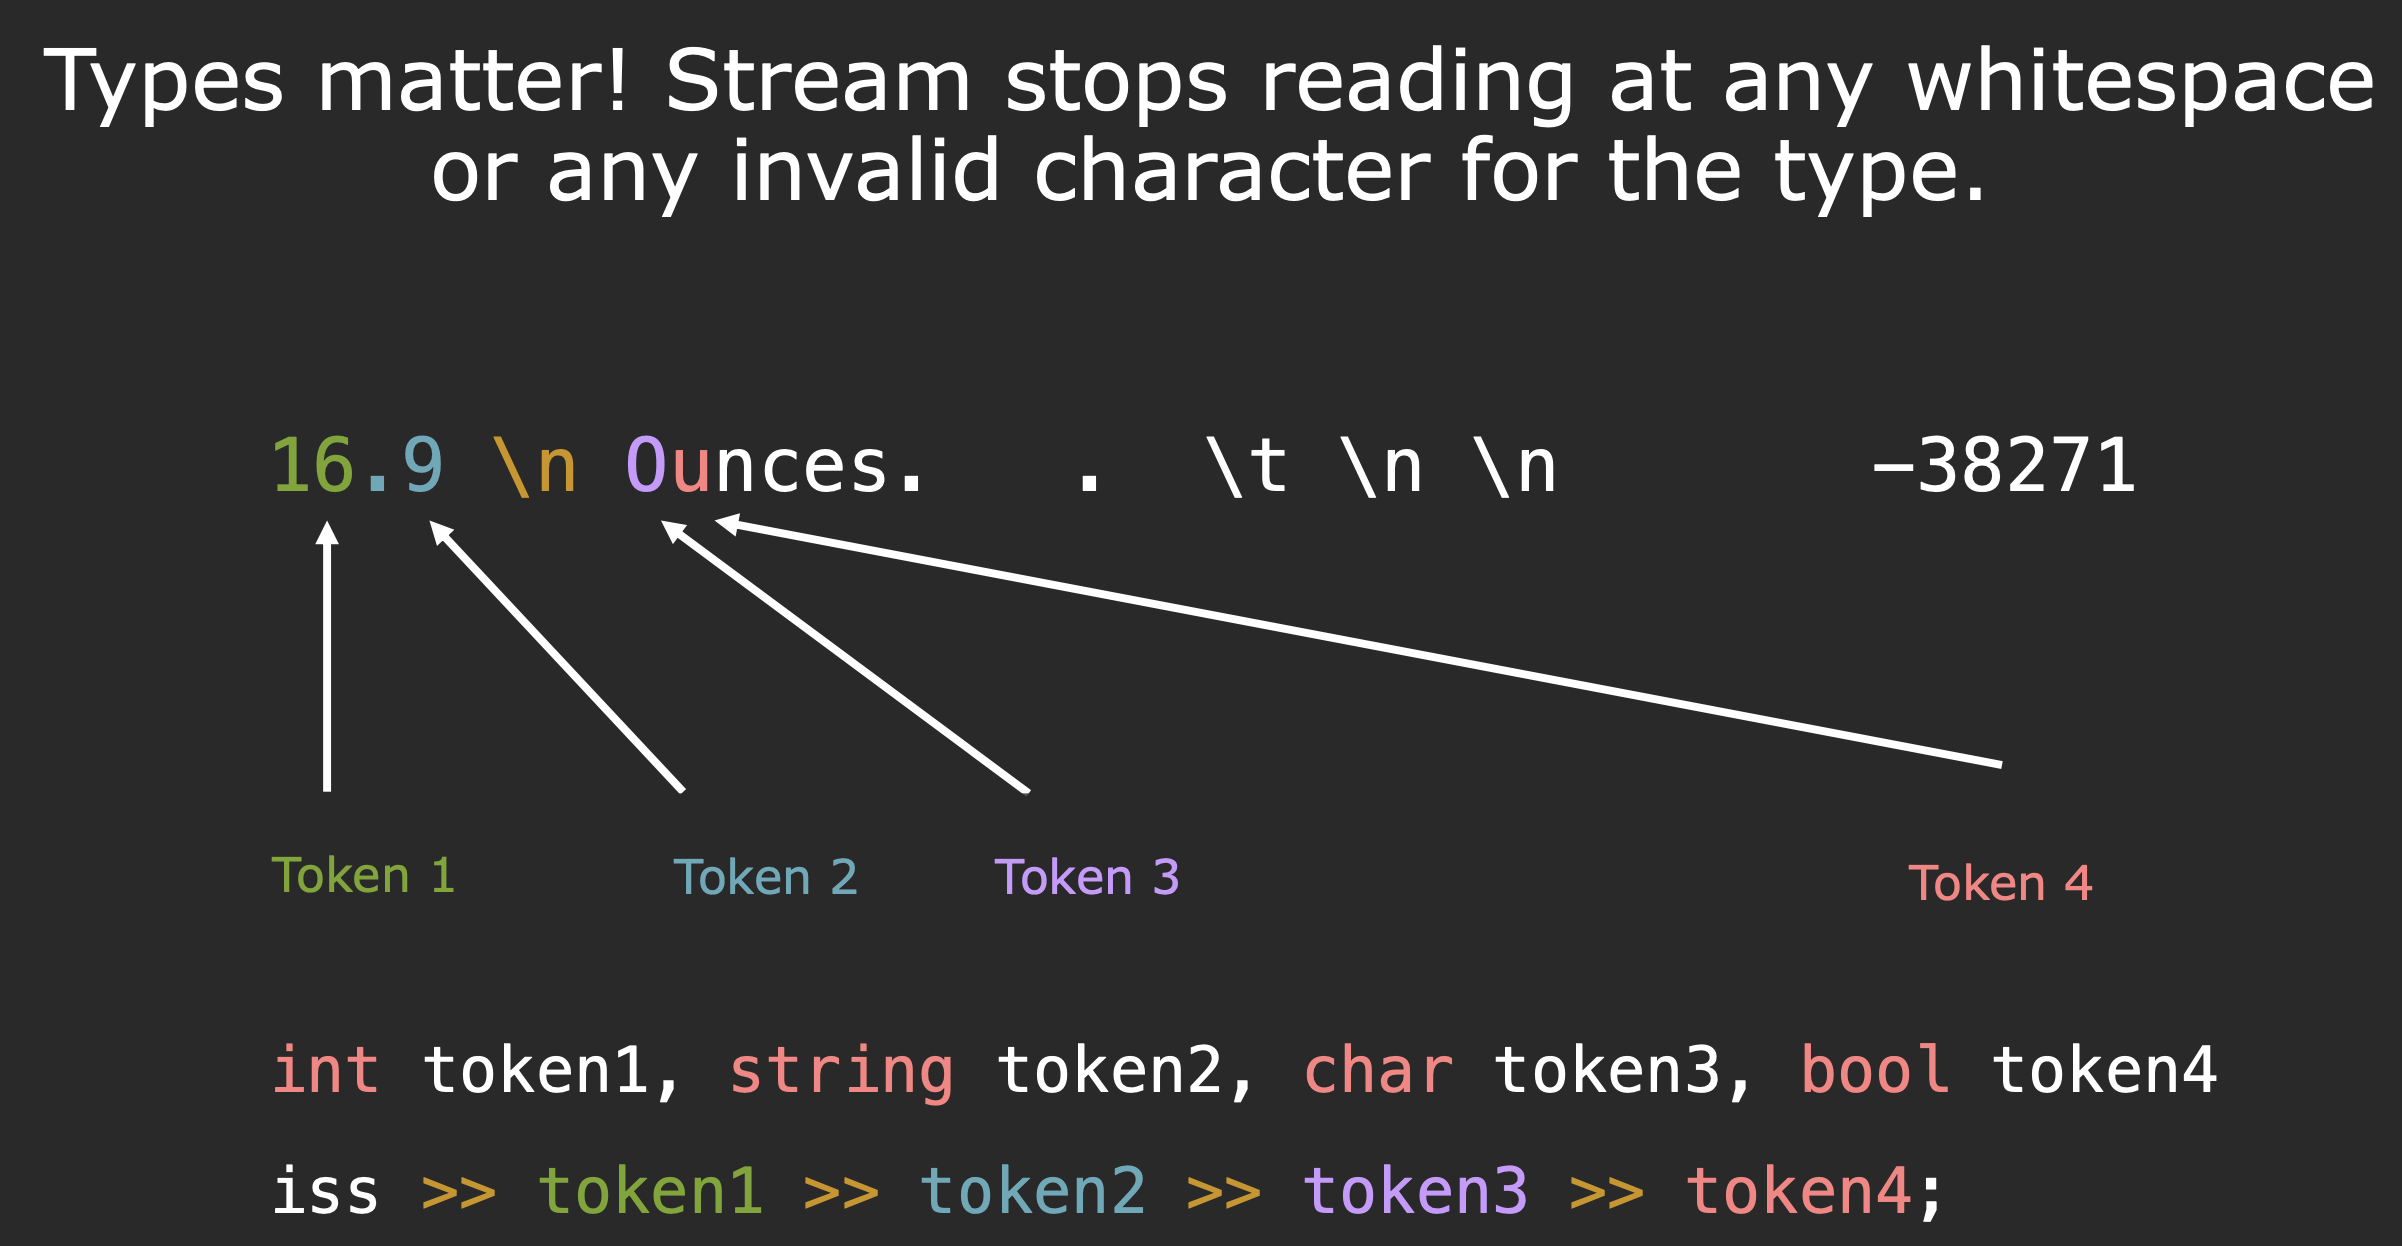 Types matter! Stream stops reading at any whitespace
or any invalid character for the type.
16.9 \n Ounces.   .  \t \n \n       –38271
Token 1 Token 2 Token 3 Token 4
int token1, string token2, char token3, bool token4
iss >> token1 >> token2 >> token3 >> token4;